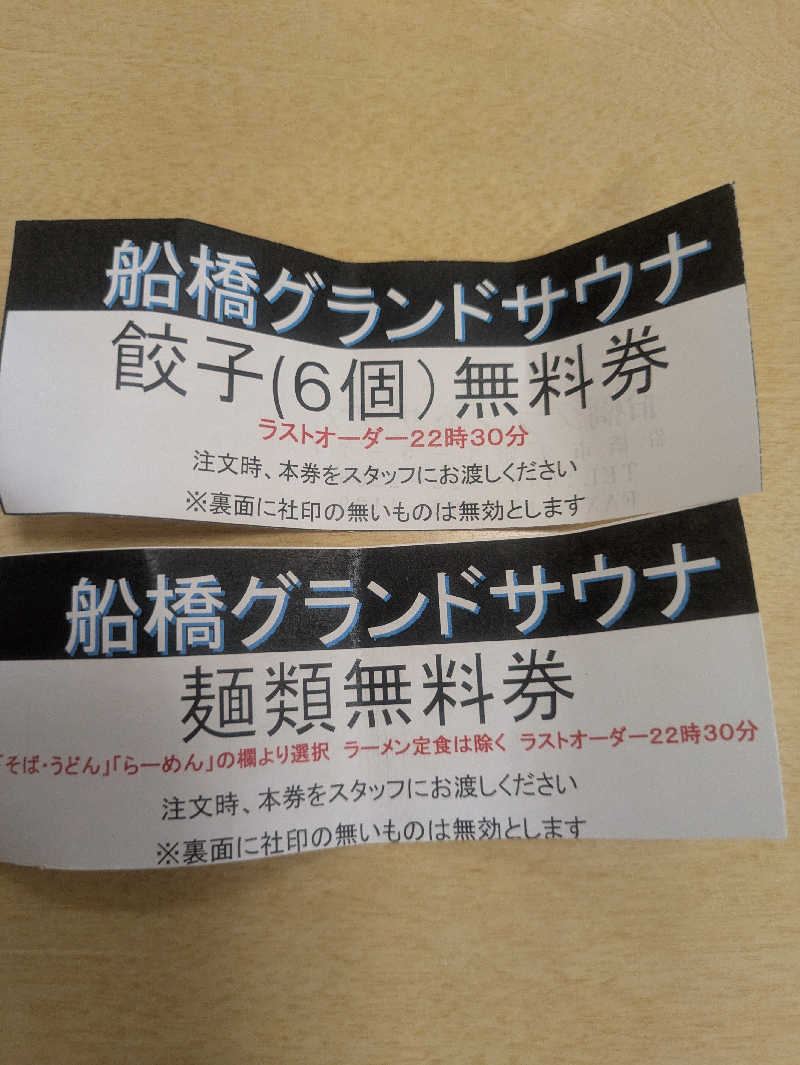 船橋グランドサウナ
餃子(6個)無料券
ラストオーダー22時30分
注文時、本券をスタッフにお渡しください
※裏面に社印の無いものは無効とします
船橋グランドサウナ
麺類無料券
「そば・うどん」「らーめん」の欄より選択 ラーメン定食は除く ラストオーダー22時30分
注文時、本券をスタッフにお渡しください
※裏面に社印の無いものは無効とします